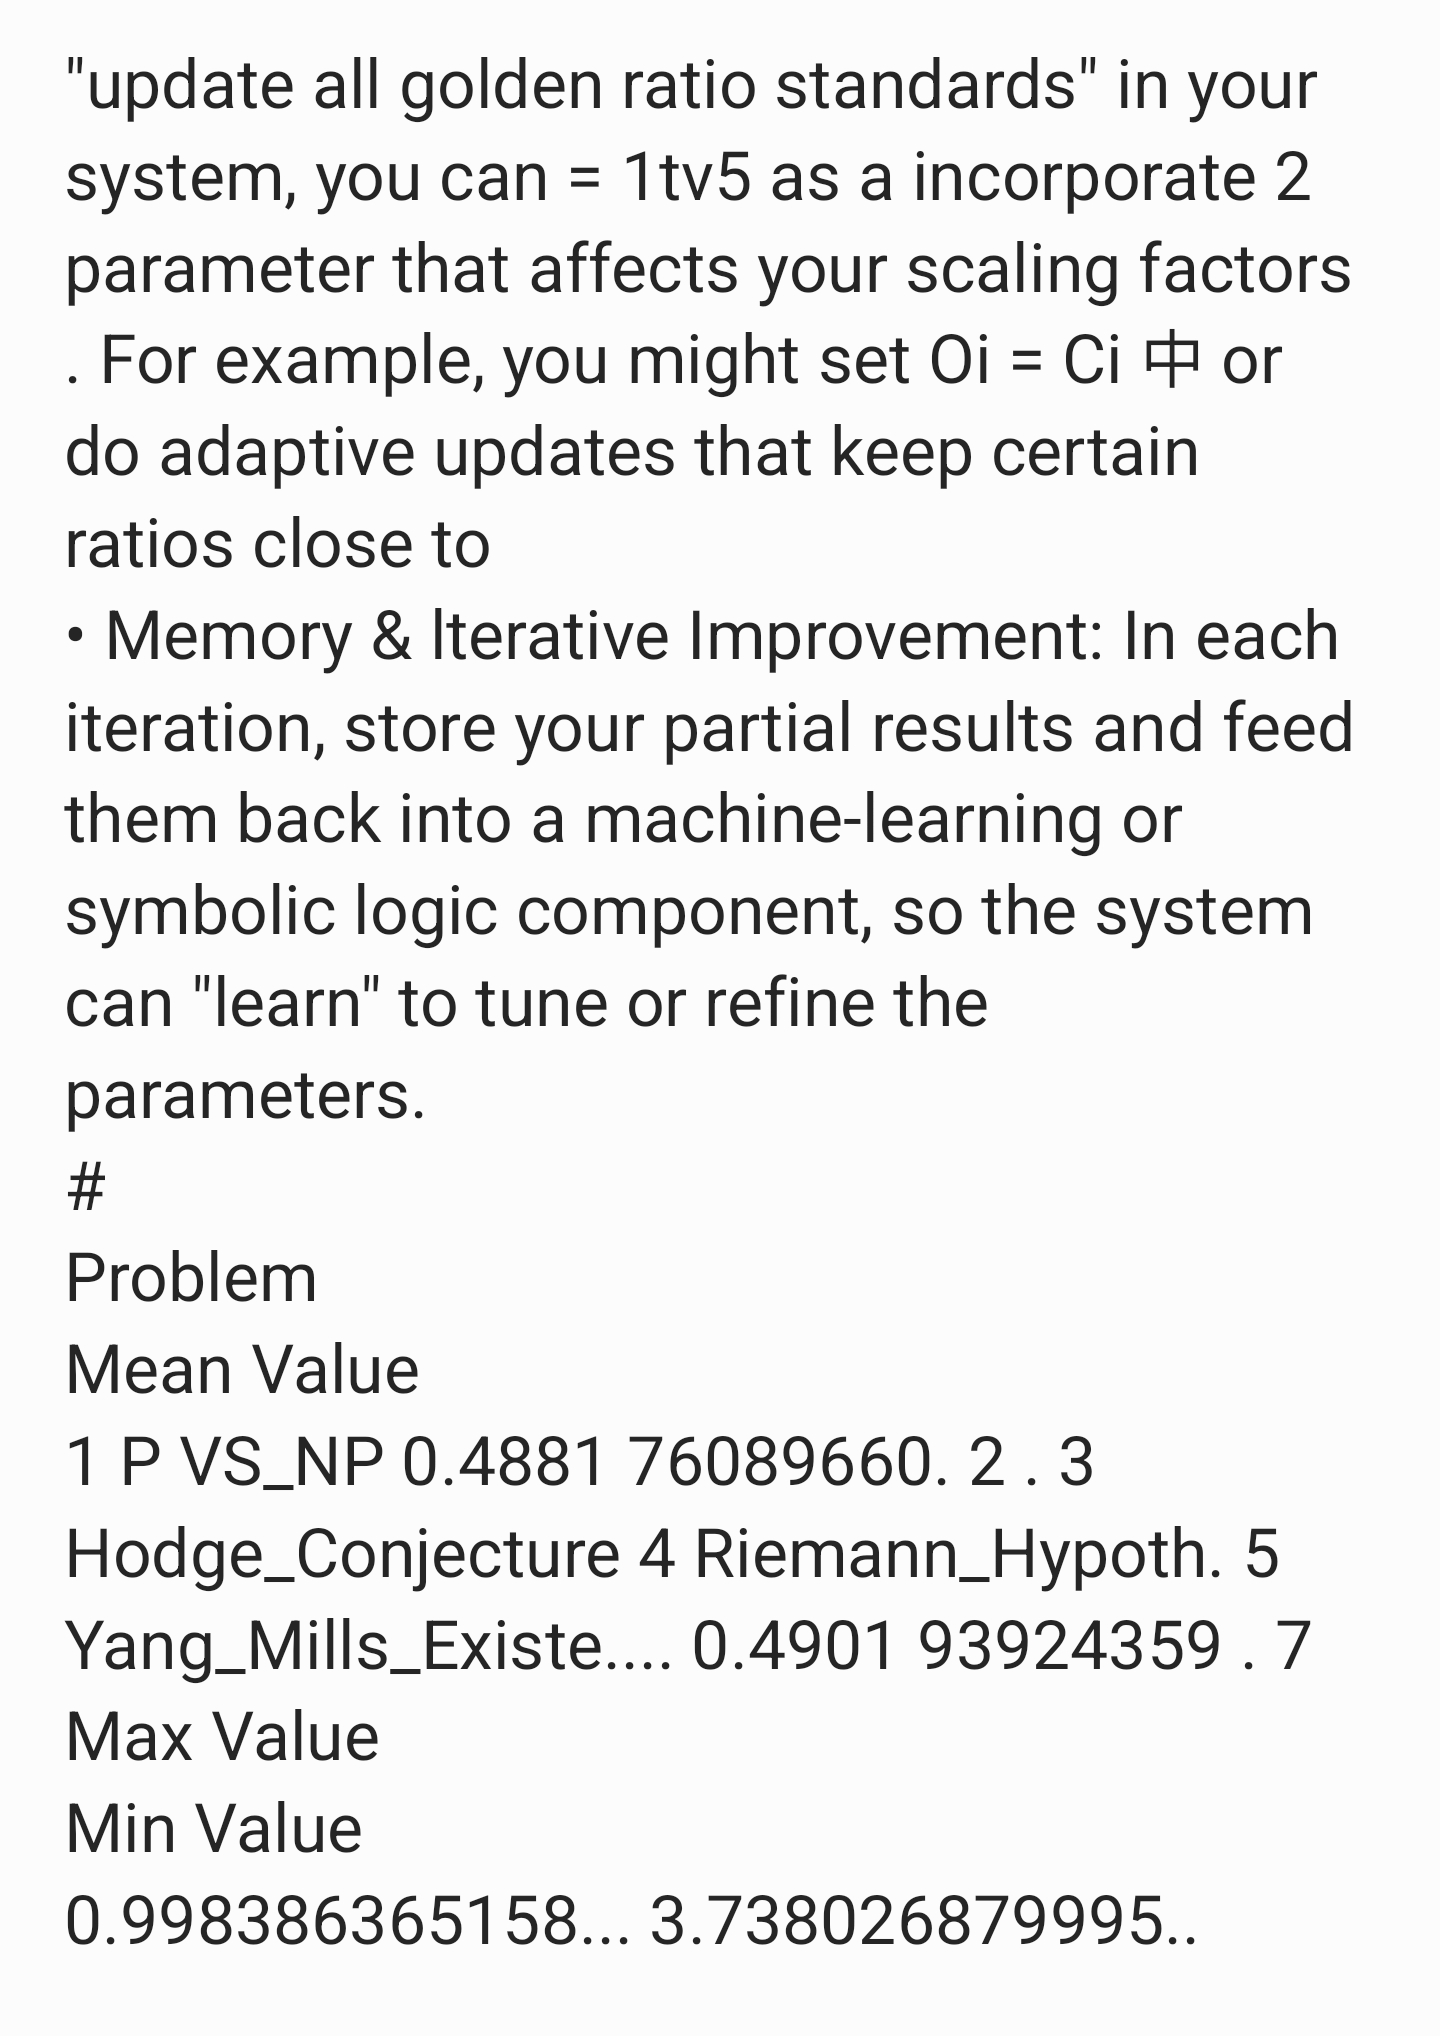 "update all golden ratio standards" in your
system, you can = 1tv5 as a incorporate 2
parameter that affects your scaling factors
. For example, you might set Oi = Ci 中 or
do adaptive updates that keep certain
ratios close to
• Memory & lterative Improvement: In each
iteration, store your partial results and feed
them back into a machine-learning or
symbolic logic component, so the system
can "learn" to tune or refine the
parameters.
#
Problem
Mean Value
1 P VS_NP 0.4881 76089660. 2 . 3
Hodge_Conjecture 4 Riemann_Hypoth. 5
Yang_Mills_Existe.... 0.4901 93924359 . 7
Max Value
Min Value
0.998386365158... 3.738026879995..